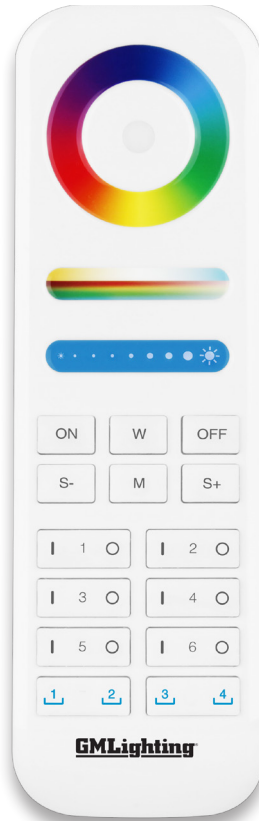 ON W OFF
S- M S+
I 1 O I 2 O
I 3 O I 4 O
I 5 O I 6 O
1 2 3 4
GMLighting